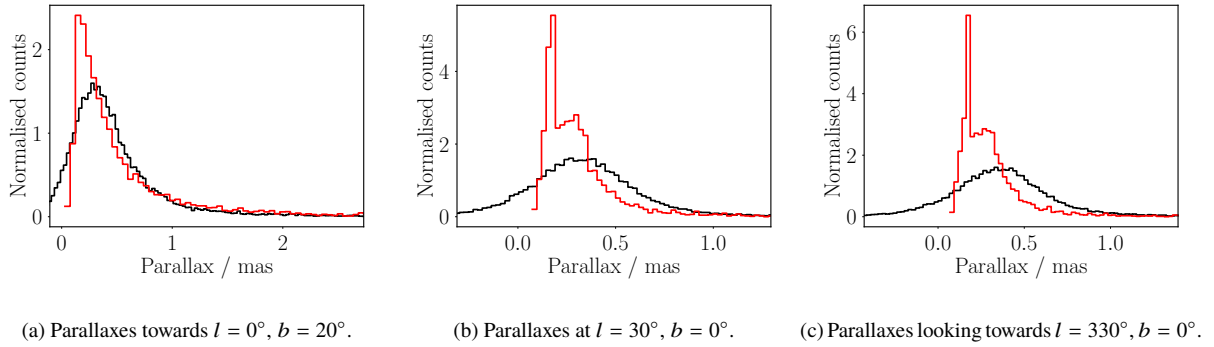 Normalised counts
2
1
0
0
1
2
Parallax / mas
(a) Parallaxes towards l = 0°, b = 20°.
Normalised counts
4
2
0
0.0
0.5
1.0
Parallax / mas
(b) Parallaxes at l = 30°, b = 0°.
Normalised counts
6
4
2
0
0.0
0.5
1.0
Parallax / mas
(c) Parallaxes looking towards l = 330°, b = 0°.